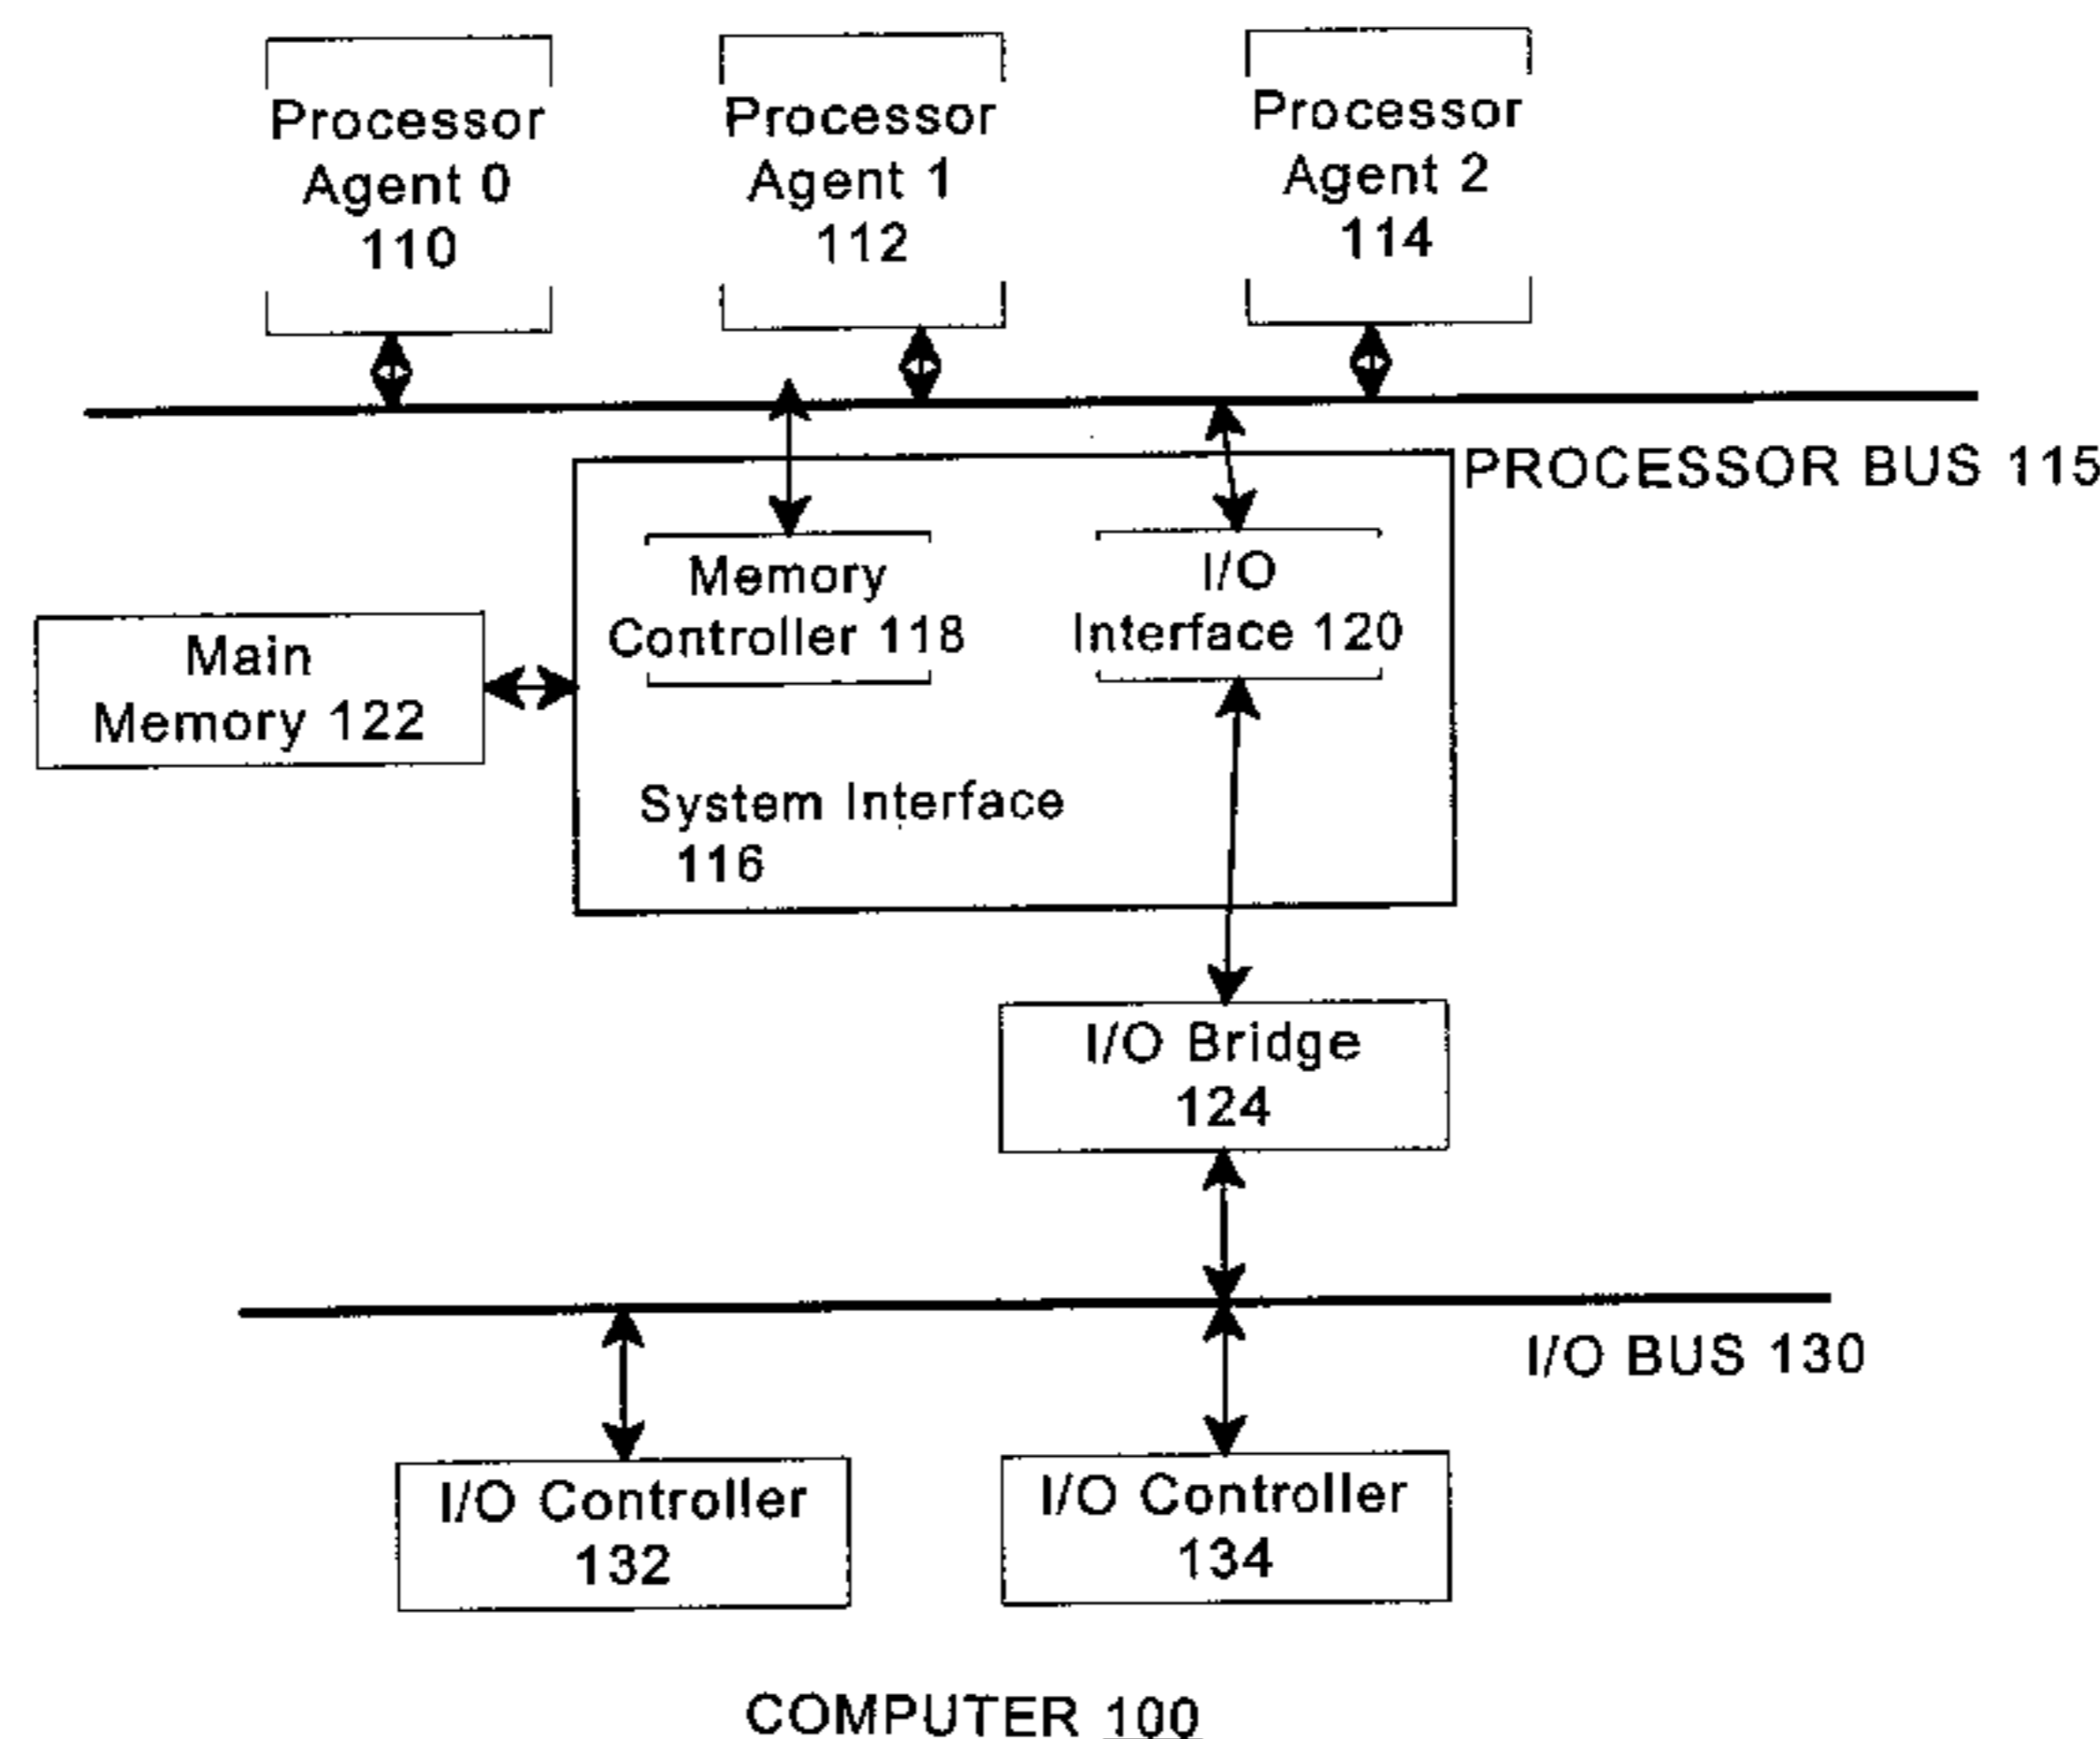 Processor
Agent 0
110
Processor
Agent 1
112
Processor
Agent 2
114
PROCESSOR BUS 115
Memory
Controller 118
I/O
Interface 120
Main
Memory 122
System Interface
116
I/O Bridge
124
I/O BUS 130
I/O Controller
132
I/O Controller
134
COMPUTER 100